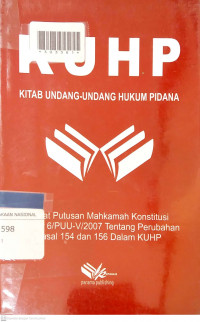 KUHP
KITAB UNDANG-UNDANG HUKUM PIDANA
NASIONAL
598
Putusan Mahkamah Konstitusi
6/PUU-V/2007 Tentang Perubahan
154 dan 156 Dalam KUHP